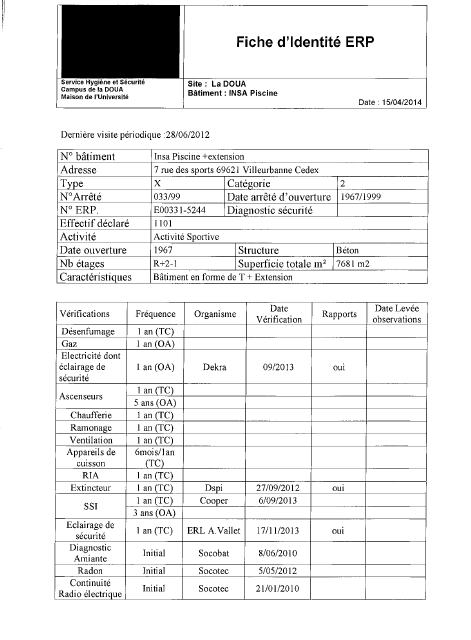 Fiche d'Identité ERP
Service Hygiène et Sécurité
Campus de la DOUA
Maison de l'Université
Site : La DOUA
Bâtiment : INSA Piscine
Date : 15/04/2014
Dernière visite périodique :28/06/2012
N° bâtiment Insa Piscine +extension
Adresse 7 rue des sports 69621 Villeurbanne Cedex
Type X Catégorie 2
N°Arrêté 033/99 Date arrêté d'ouverture 1967/1999
N° ERP. E00331-5244 Diagnostic sécurité
Effectif déclaré 1101
Activité Activité Sportive
Date ouverture 1967 Structure Béton
Nb étages R+2-1 Superficie totale m² 7681 m2
Caractéristiques Bâtiment en forme de T + Extension
Vérifications Fréquence Organisme Date Vérification Rapports Date Levée observations
Désenfumage 1 an (TC)
Gaz 1 an (OA)
Electricité dont éclairage de sécurité 1 an (OA) Dekra 09/2013 oui
Ascenseurs 1 an (TC)
5 ans (OA)
Chaufferie 1 an (TC)
Ramonage 1 an (TC)
Ventilation 1 an (TC)
Appareils de cuisson 6mois/1an (TC)
RIA 1 an (TC)
Extincteur 1 an (TC) Dspi 27/09/2012 oui
SSI 1 an (TC) Cooper 6/09/2013
3 ans (OA)
Eclairage de sécurité 1 an (TC) ERL A.Vallet 17/11/2013 oui
Diagnostic Amiante Initial Socobat 8/06/2010
Radon Initial Socotec 5/05/2012
Continuité Radio électrique Initial Socotec 21/01/2010